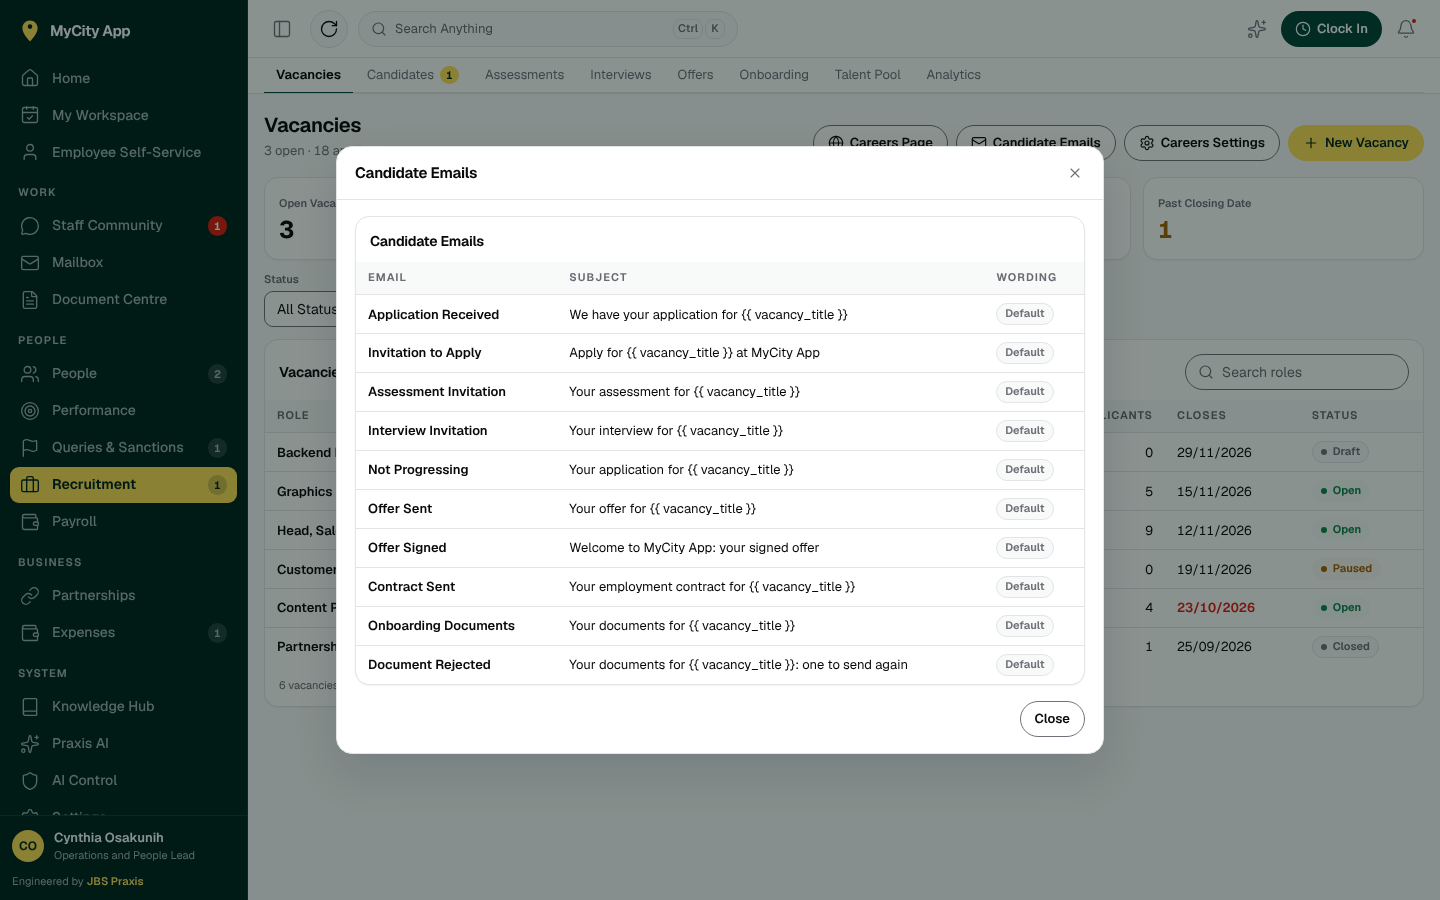 MyCity App
Home
My Workspace
Employee Self-Service
WORK
Staff Community 1
Mailbox
Document Centre
PEOPLE
People 2
Performance
Queries & Sanctions 1
Recruitment 1
Payroll
BUSINESS
Partnerships
Expenses 1
SYSTEM
Knowledge Hub
Praxis AI
AI Control
CO
Cynthia Osakunih
Operations and People Lead
Engineered by JBS Praxis
Search Anything Ctrl K
Clock In
Vacancies Candidates 1 Assessments Interviews Offers Onboarding Talent Pool Analytics
Vacancies
3 open · 18
Careers Page Candidate Emails Careers Settings New Vacancy
Open
3
Past Closing Date
1
Status
All
Search roles
ROLE CLOSES STATUS
Backend 0 29/11/2026 Draft
Graphics 5 15/11/2026 Open
Head, 9 12/11/2026 Open
0 19/11/2026 Paused
Content 4 23/10/2026 Open
1 25/09/2026 Closed
6 vacancies
Candidate Emails
Candidate Emails
EMAIL SUBJECT WORDING
Application Received We have your application for {{ vacancy_title }} Default
Invitation to Apply Apply for {{ vacancy_title }} at MyCity App Default
Assessment Invitation Your assessment for {{ vacancy_title }} Default
Interview Invitation Your interview for {{ vacancy_title }} Default
Not Progressing Your application for {{ vacancy_title }} Default
Offer Sent Your offer for {{ vacancy_title }} Default
Offer Signed Welcome to MyCity App: your signed offer Default
Contract Sent Your employment contract for {{ vacancy_title }} Default
Onboarding Documents Your documents for {{ vacancy_title }} Default
Document Rejected Your documents for {{ vacancy_title }}: one to send again Default
Close